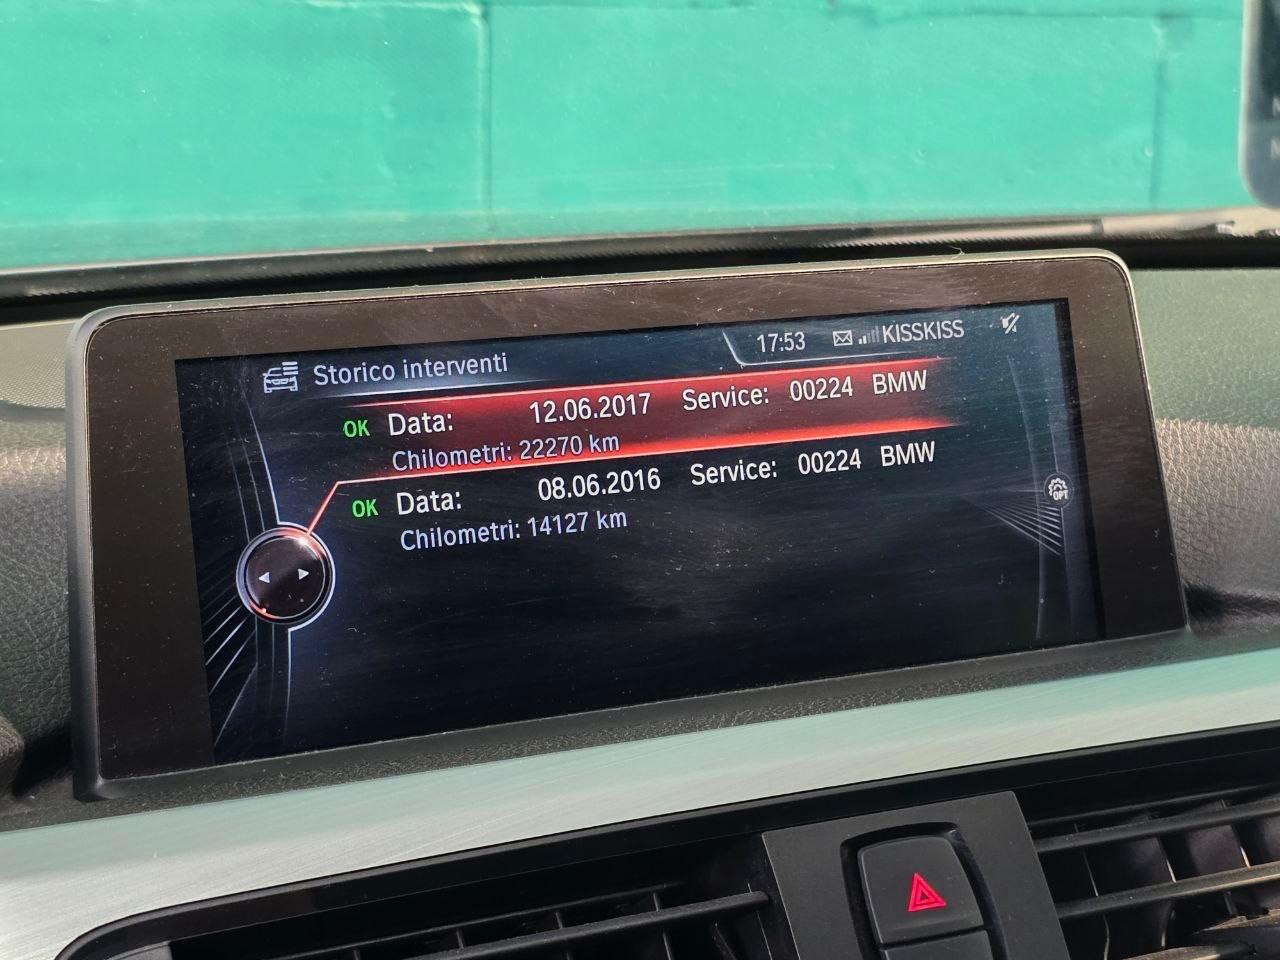 Storico interventi
17:53 KISSKISS
OK Data: 12.06.2017 Service: 00224 BMW
Chilometri: 22270 km
OK Data: 08.06.2016 Service: 00224 BMW
Chilometri: 14127 km
OPT